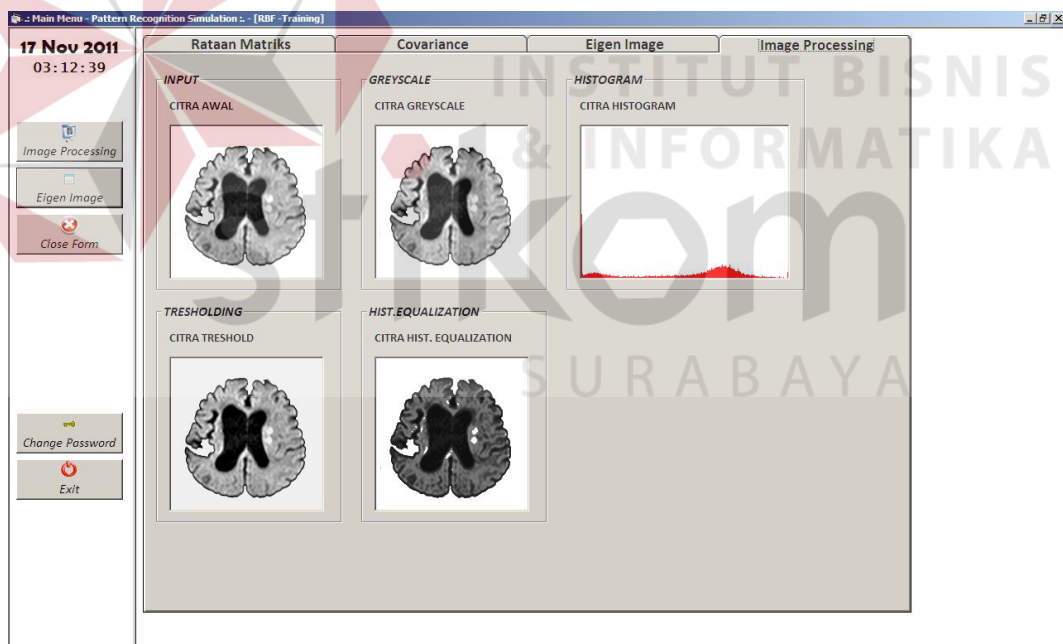 .: Main Menu - Pattern Recognition Simulation :. - [RBF -Training]
17 Nov 2011
03:12:39
Image Processing
Eigen Image
Close Form
Change Password
Exit
Rataan Matriks
Covariance
Eigen Image
Image Processing
INPUT
CITRA AWAL
GREYSCALE
CITRA GREYSCALE
HISTOGRAM
CITRA HISTOGRAM
TRESHOLDING
CITRA TRESHOLD
HIST.EQUALIZATION
CITRA HIST. EQUALIZATION
INSTITUT BISNIS
& INFORMATIKA
stikom
SURABAYA